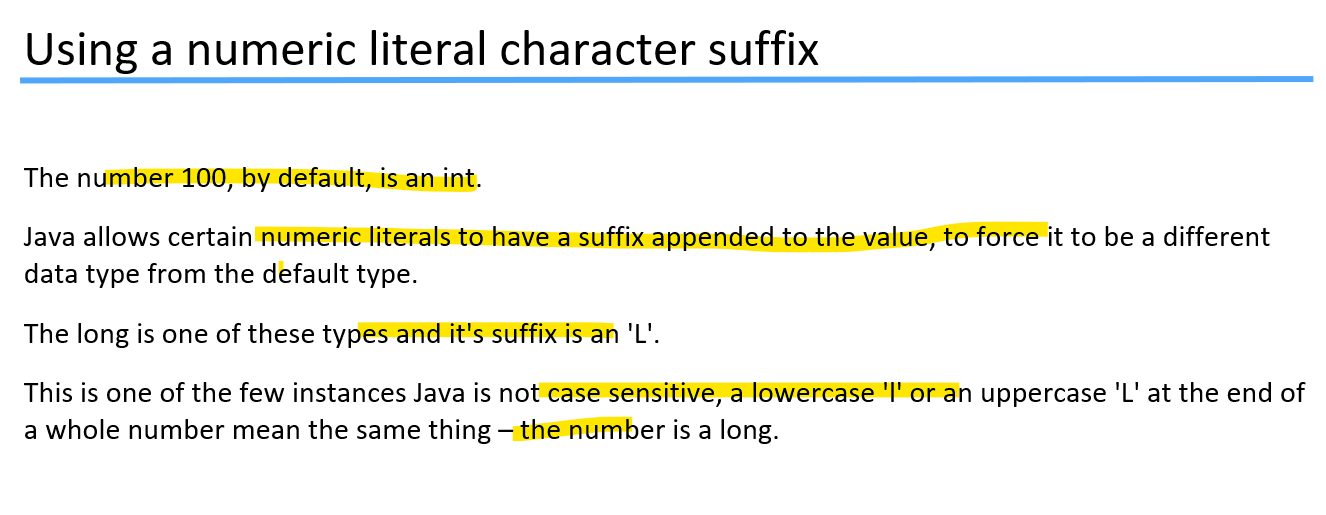 Using a numeric literal character suffix
The number 100, by default, is an int.
Java allows certain numeric literals to have a suffix appended to the value, to force it to be a different
data type from the default type.
The long is one of these types and it's suffix is an 'L'.
This is one of the few instances Java is not case sensitive, a lowercase 'l' or an uppercase 'L' at the end of
a whole number mean the same thing – the number is a long.